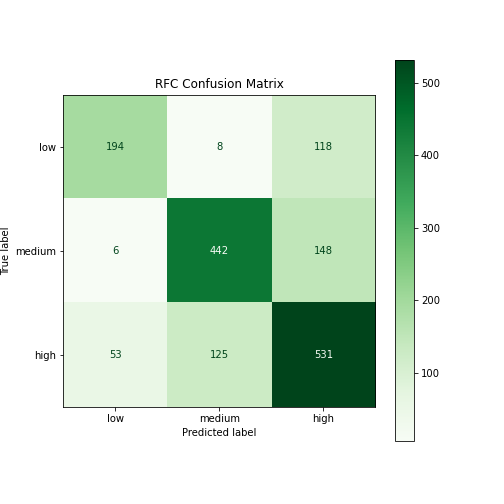 RFC Confusion Matrix
low 194 8 118
medium 6 442 148
high 53 125 531
low medium high
Predicted label
True label
500
400
300
200
100